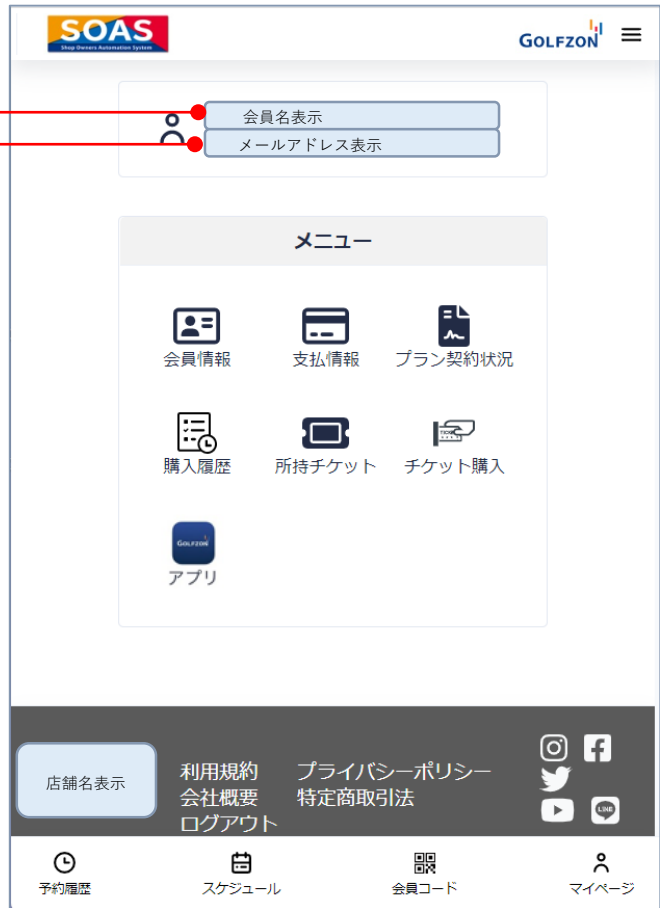 SOAS
Shop Owners Automation System
GOLFZON
会員名表示
メールアドレス表示
メニュー
会員情報
支払情報
プラン契約状況
購入履歴
所持チケット
チケット購入
GOLFZON
アプリ
店舗名表示
利用規約
プライバシーポリシー
会社概要
特定商取引法
ログアウト
LINE
予約履歴
スケジュール
会員コード
マイページ